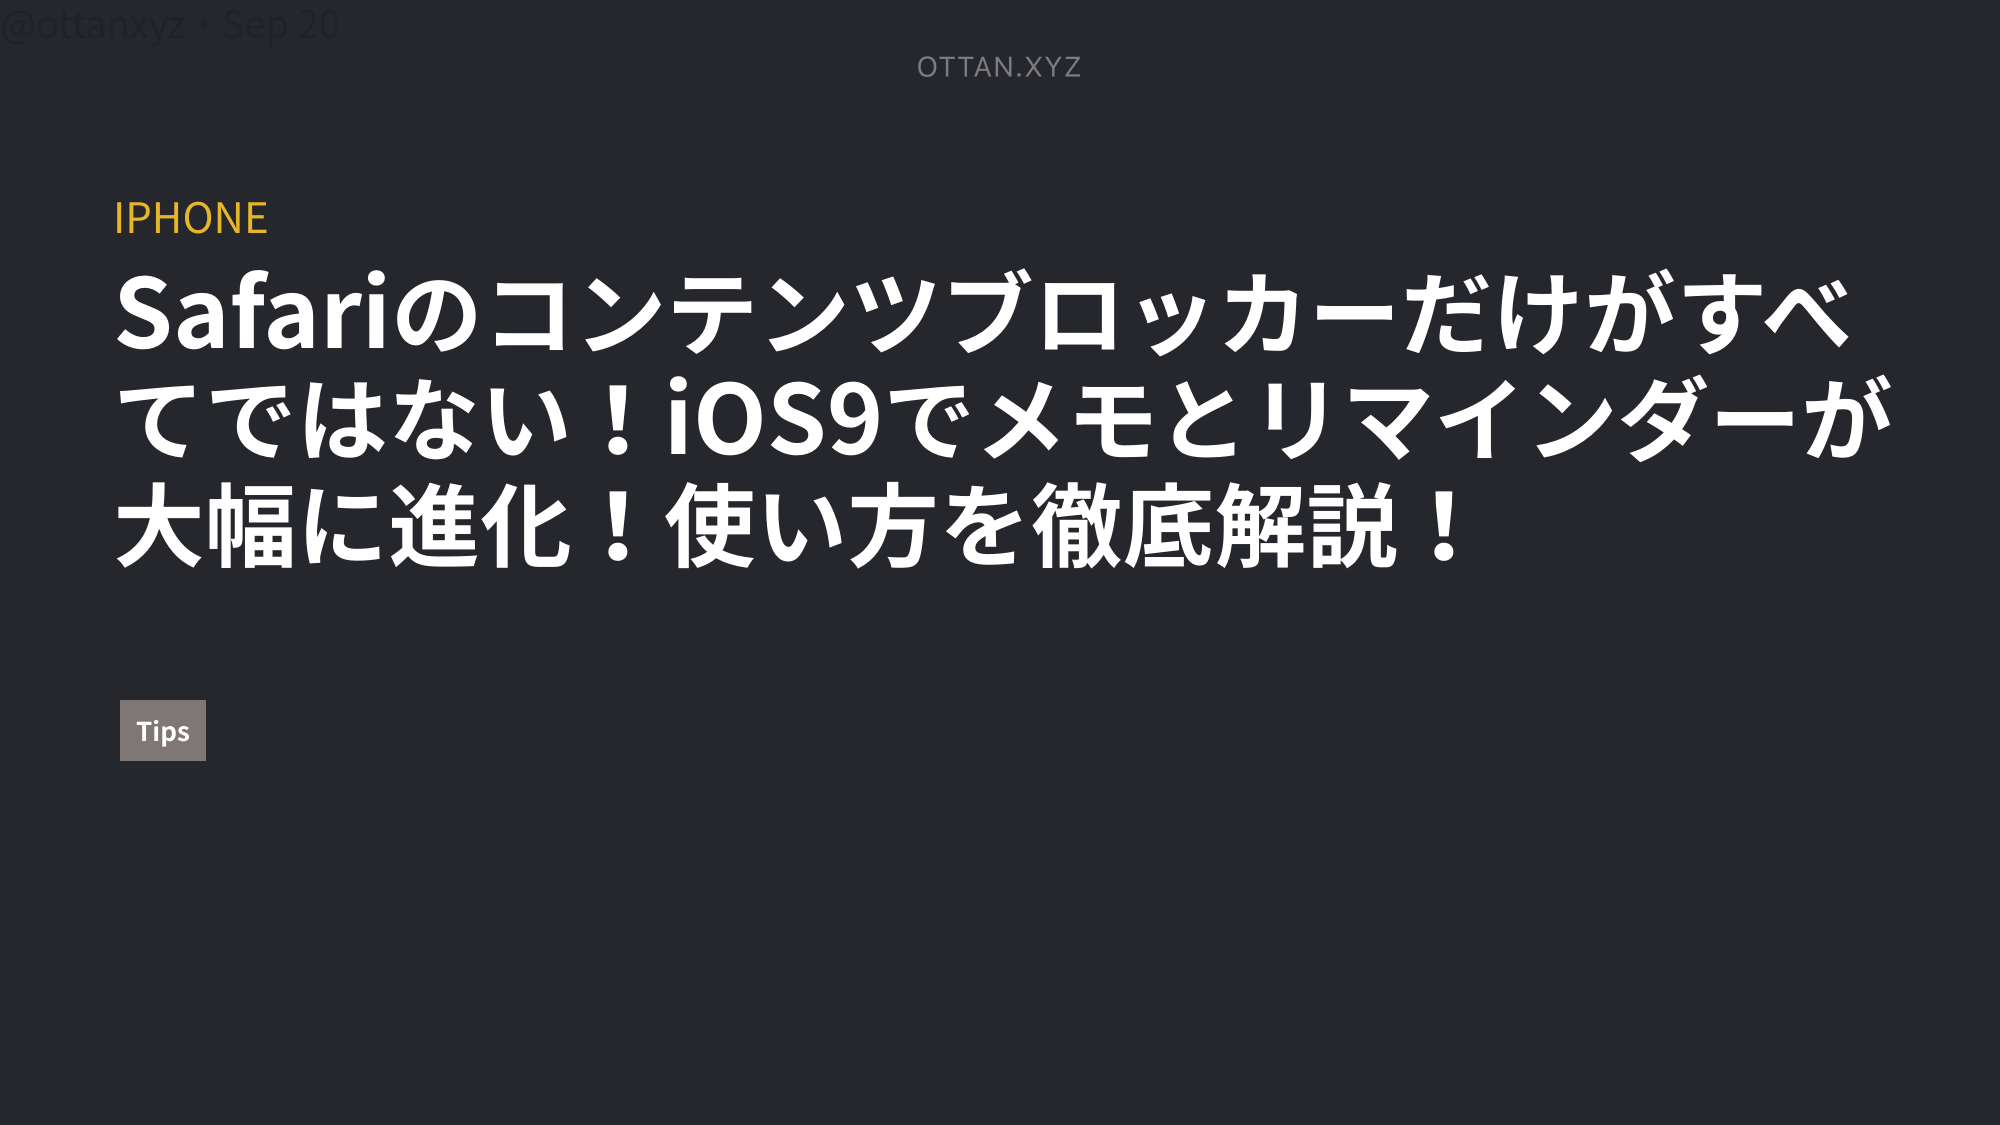 @ottanxyz・Sep 20
OTTAN.XYZ
IPHONE
Safariのコンテンツブロッカーだけがすべ
てではない！iOS9でメモとリマインダーが
大幅に進化！使い方を徹底解説！
Tips